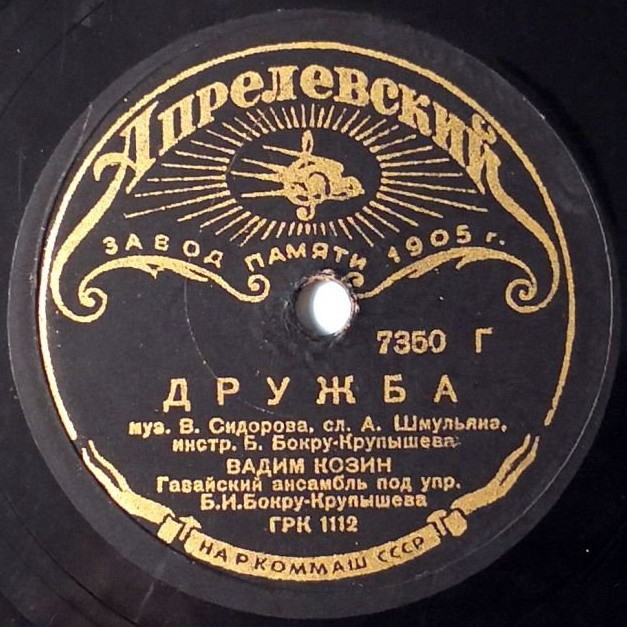 Апрелевский
ЗАВОД ПАМЯТИ 1905 г.
7350 Г
ДРУЖБА
муз. В. Сидорова, сл. А. Шмульяна,
инстр. Б. Бокру-Крупышева
ВАДИМ КОЗИН
Гавайский ансамбль под упр.
Б.И.Бокру-Крупышева
ГРК 1112
НАРКОММАШ СССР